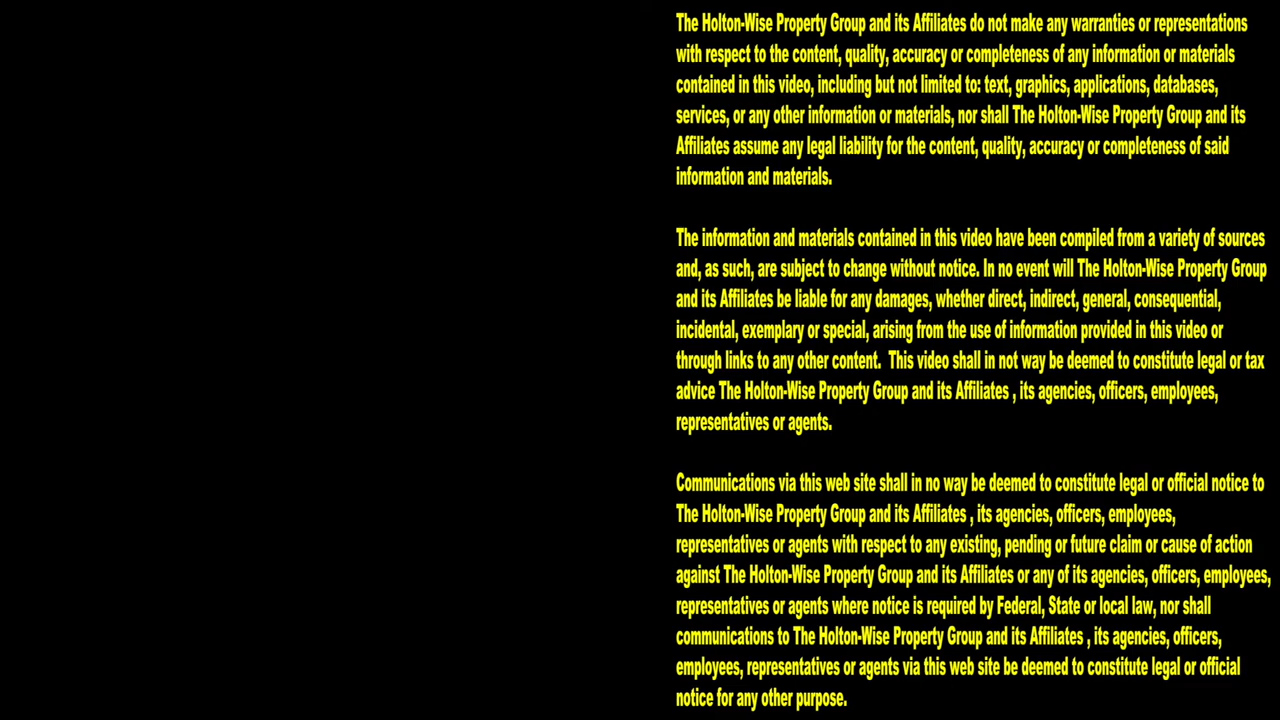 The Holton-Wise Property Group and its Affiliates do not make any warranties or representations
with respect to the content, quality, accuracy or completeness of any information or materials
contained in this video, including but not limited to: text, graphics, applications, databases,
services, or any other information or materials, nor shall The Holton-Wise Property Group and its
Affiliates assume any legal liability for the content, quality, accuracy or completeness of said
information and materials.
The information and materials contained in this video have been compiled from a variety of sources
and, as such, are subject to change without notice. In no event will The Holton-Wise Property Group
and its Affiliates be liable for any damages, whether direct, indirect, general, consequential,
incidental, exemplary or special, arising from the use of information provided in this video or
through links to any other content.  This video shall in not way be deemed to constitute legal or tax
advice The Holton-Wise Property Group and its Affiliates , its agencies, officers, employees,
representatives or agents.
Communications via this web site shall in no way be deemed to constitute legal or official notice to
The Holton-Wise Property Group and its Affiliates , its agencies, officers, employees,
representatives or agents with respect to any existing, pending or future claim or cause of action
against The Holton-Wise Property Group and its Affiliates or any of its agencies, officers, employees,
representatives or agents where notice is required by Federal, State or local law, nor shall
communications to The Holton-Wise Property Group and its Affiliates , its agencies, officers,
employees, representatives or agents via this web site be deemed to constitute legal or official
notice for any other purpose.